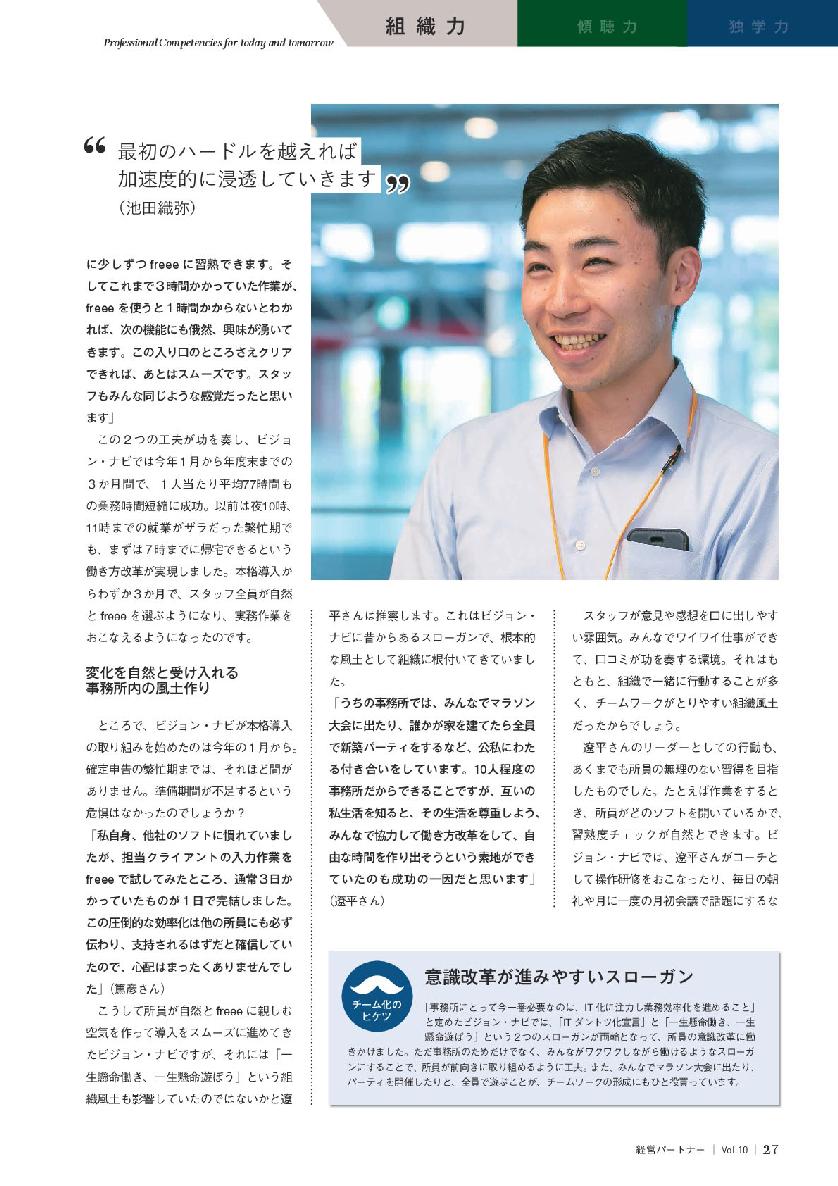 Professional Competencies for today and tomorrow
組織力
傾聴力
独学力
“最初のハードルを越えれば
加速度的に浸透していきます”
（池田織弥）
に少しずつ freee に習熟できます。そ
してこれまで３時間かかっていた作業が、
freee を使うと１時間かからないとわか
れば、次の機能にも俄然、興味が湧いて
きます。この入り口のところさえクリア
できれば、あとはスムーズです。スタッ
フもみんな同じような感覚だったと思い
ます」
　この２つの工夫が功を奏し、ビジョ
ン・ナビでは今年１月から年度末までの
３か月間で、１人当たり平均77時間も
の業務時間短縮に成功。以前は夜10時、
11時までの就業がザラだった繁忙期で
も、まずは７時までに帰宅できるという
働き方改革が実現しました。本格導入か
らわずか３か月で、スタッフ全員が自然
と freee を選ぶようになり、実務作業を
おこなえるようになったのです。
変化を自然と受け入れる
事務所内の風土作り
　ところで、ビジョン・ナビが本格導入
の取り組みを始めたのは今年の１月から。
確定申告の繁忙期までは、それほど間が
ありません。準備期間が不足するという
危惧はなかったのでしょうか？
「私自身、他社のソフトに慣れていまし
たが、担当クライアントの入力作業を
freee で試してみたところ、通常３日か
かっていたものが１日で完結しました。
この圧倒的な効率化は他の所員にも必ず
伝わり、支持されるはずだと確信してい
たので、心配はまったくありませんでし
た」（篤彦さん）
　こうして所員が自然と freee に親しむ
空気を作って導入をスムーズに進めてき
たビジョン・ナビですが、それには「一
生懸命働き、一生懸命遊ぼう」という組
織風土も影響していたのではないかと遼
平さんは推察します。これはビジョン・
ナビに昔からあるスローガンで、根本的
な風土として組織に根付いてきていまし
た。
「うちの事務所では、みんなでマラソン
大会に出たり、誰かが家を建てたら全員
で新築パーティをするなど、公私にわた
る付き合いをしています。10人程度の
事務所だからできることですが、互いの
私生活を知ると、その生活を尊重しよう、
みんなで協力して働き方改革をして、自
由な時間を作り出そうという素地ができ
ていたのも成功の一因だと思います」
（遼平さん）
　スタッフが意見や感想を口に出しやす
い雰囲気。みんなでワイワイ仕事ができ
て、口コミが功を奏する環境。それはも
ともと、組織で一緒に行動することが多
く、チームワークがとりやすい組織風土
だったからでしょう。
　遼平さんのリーダーとしての行動も、
あくまでも所員の無理のない習得を目指
したものでした。たとえば作業をすると
き、所員がどのソフトを開いているかで、
習熟度チェックが自然とできます。ビ
ジョン・ナビでは、遼平さんがコーチと
して操作研修をおこなったり、毎日の朝
礼や月に一度の月初会議で話題にするな
チーム化の
ヒケツ
意識改革が進みやすいスローガン
「事務所にとって今一番必要なのは、IT 化に注力し業務効率化を進めること」
と定めたビジョン・ナビでは、「IT ダントツ化宣言」と「一生懸命働き、一生
懸命遊ぼう」という２つのスローガンが両輪となって、所員の意識改革に働
きかけました。ただ事務所のためだけでなく、みんながワクワクしながら働けるようなスローガ
ンにすることで、所員が前向きに取り組めるように工夫。また、みんなでマラソン大会に出たり、
パーティを開催したりと、全員で遊ぶことが、チームワークの形成にもひと役買っています。
経営パートナー｜Vol 10｜27